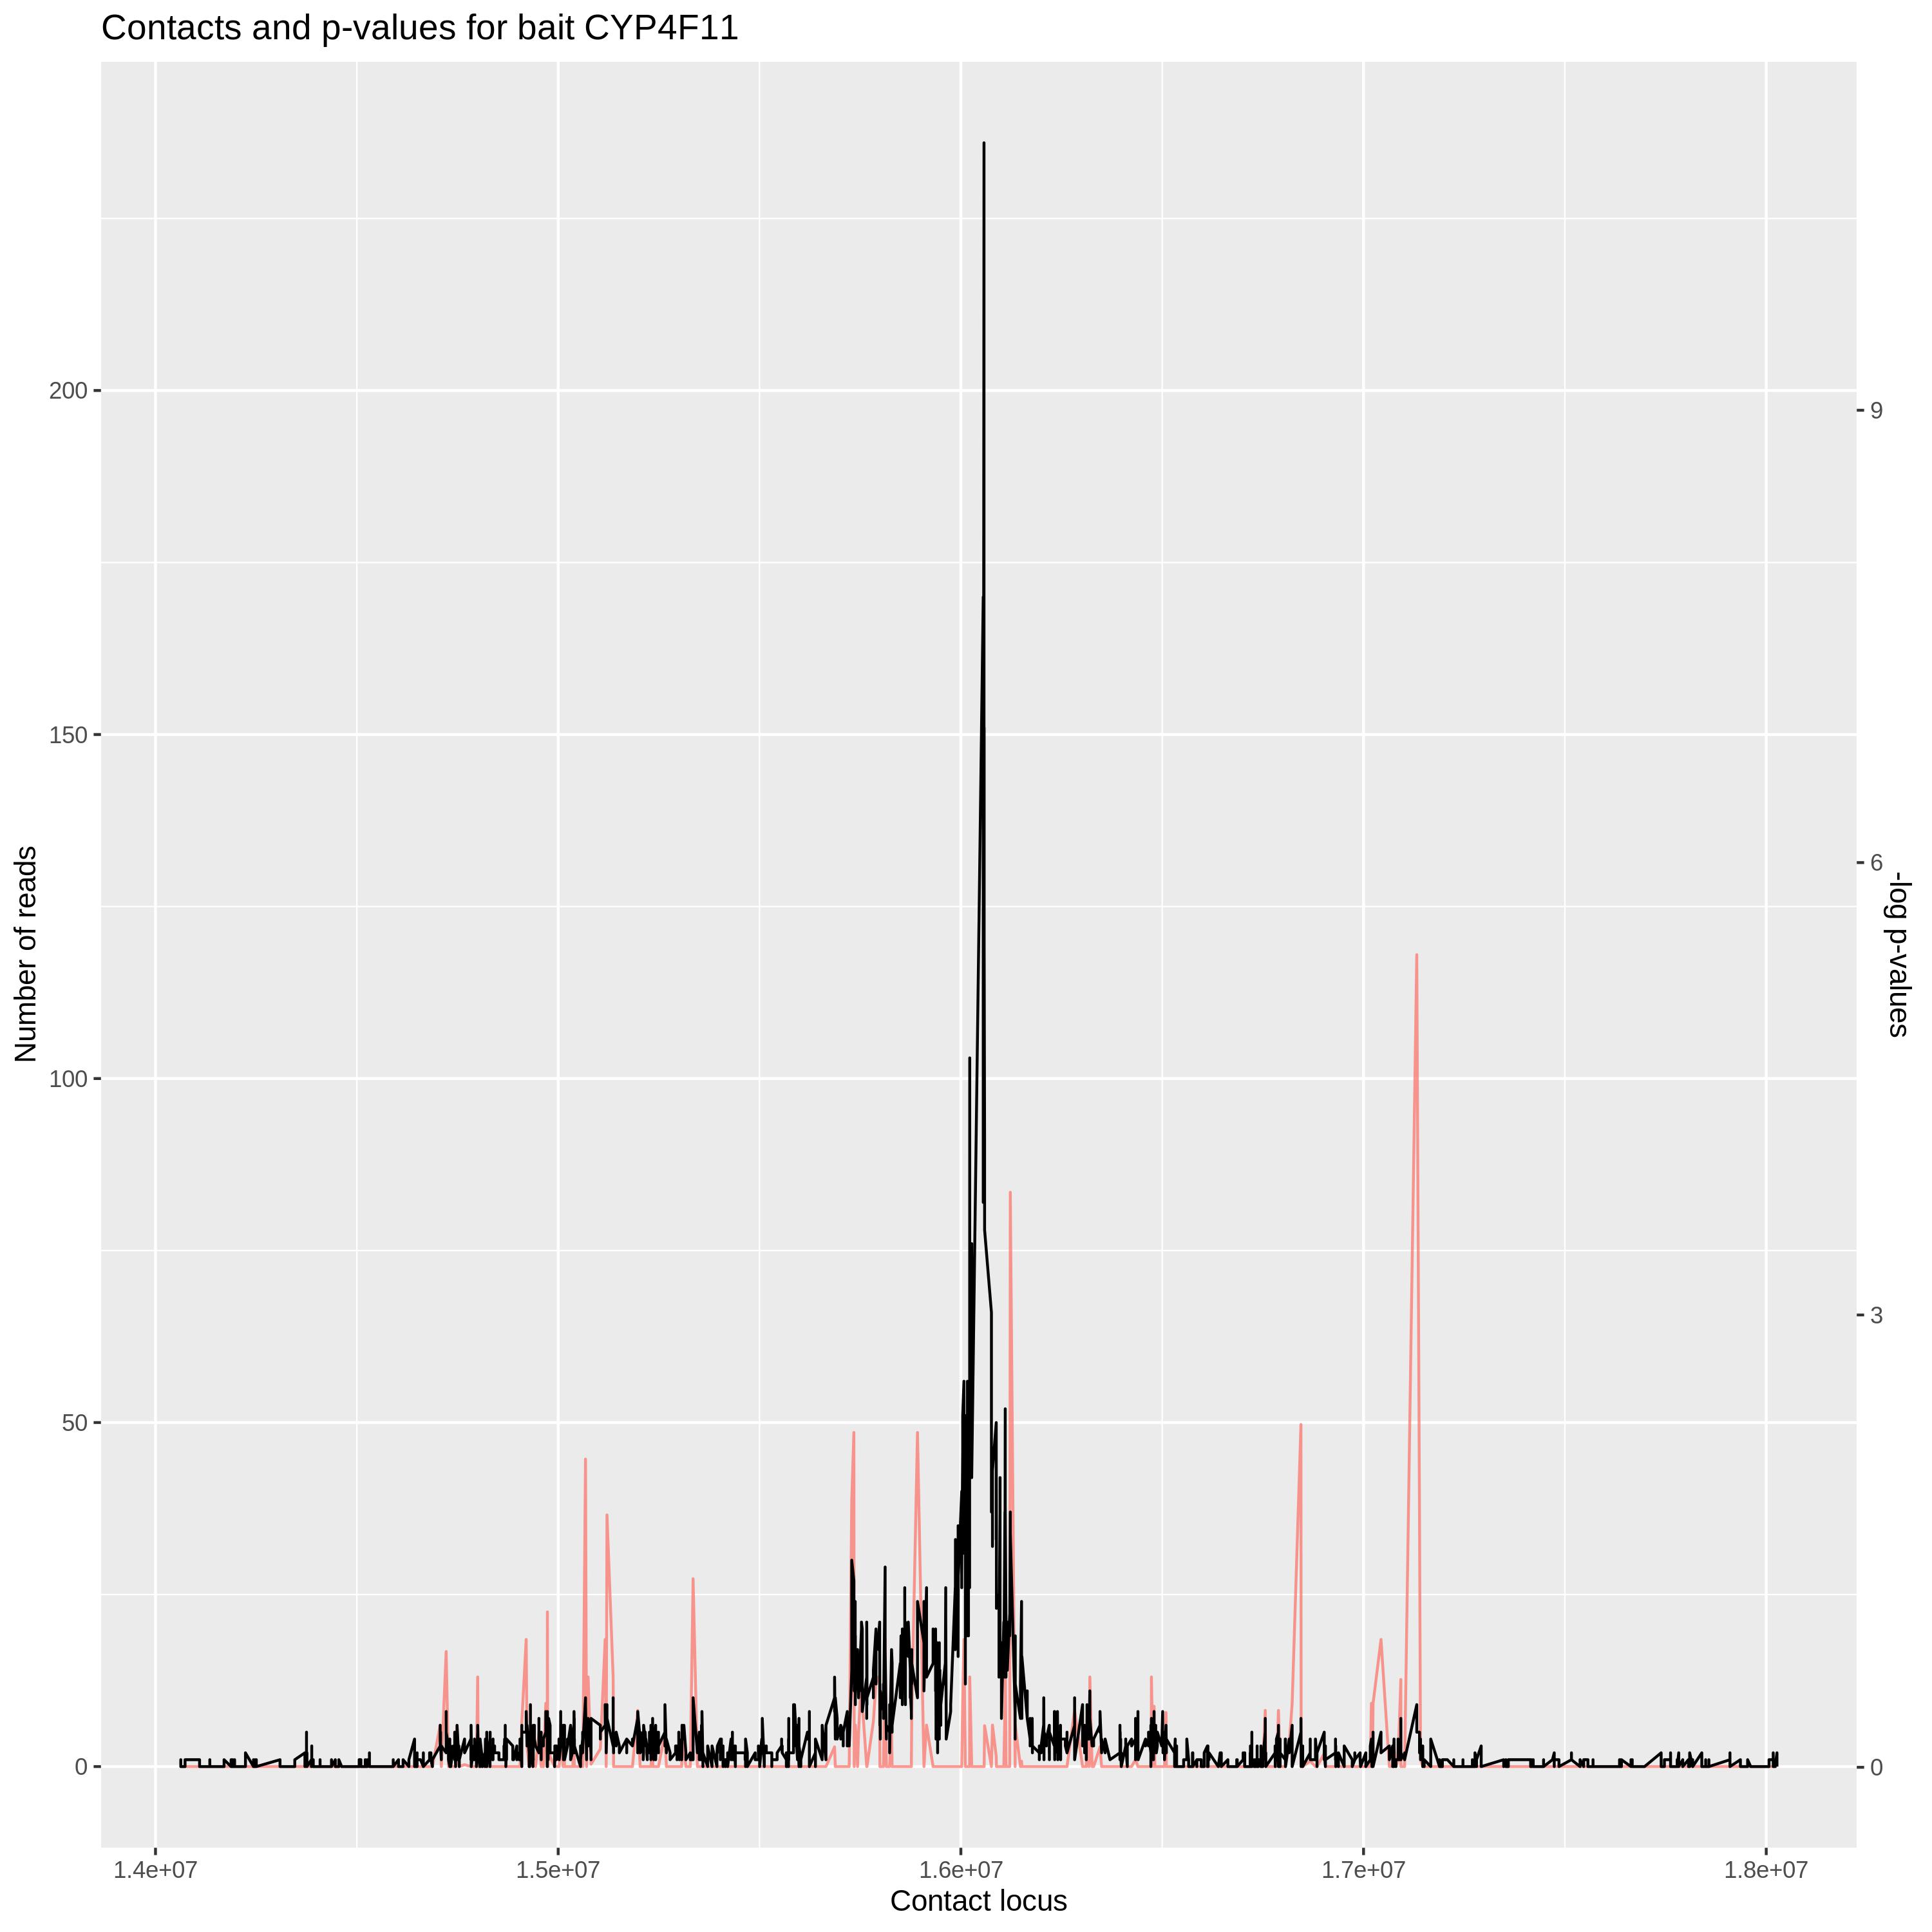 Contacts and p-values for bait CYP4F11
Number of reads
200
150
100
50
0
9
6
3
0
-log p-values
1.4e+07 1.5e+07 1.6e+07 1.7e+07 1.8e+07
Contact locus